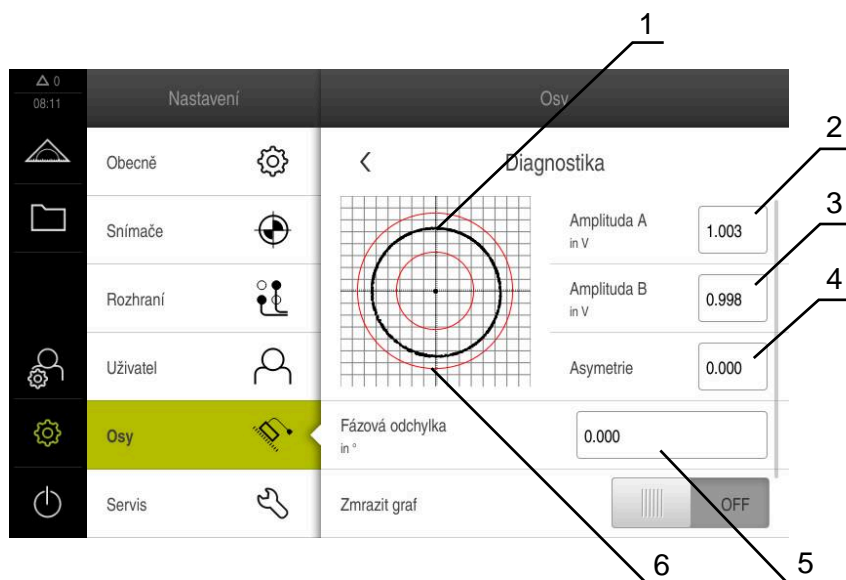 1
0
08:11
Nastavení
Osy
2
Obecně
Diagnostika
Snímače
Amplituda A
in V
1.003
3
Rozhraní
Amplituda B
in V
0.998
4
Uživatel
Asymetrie
0.000
Osy
Fázová odchylka
in °
0.000
Servis
Zmrazit graf
OFF
6
5